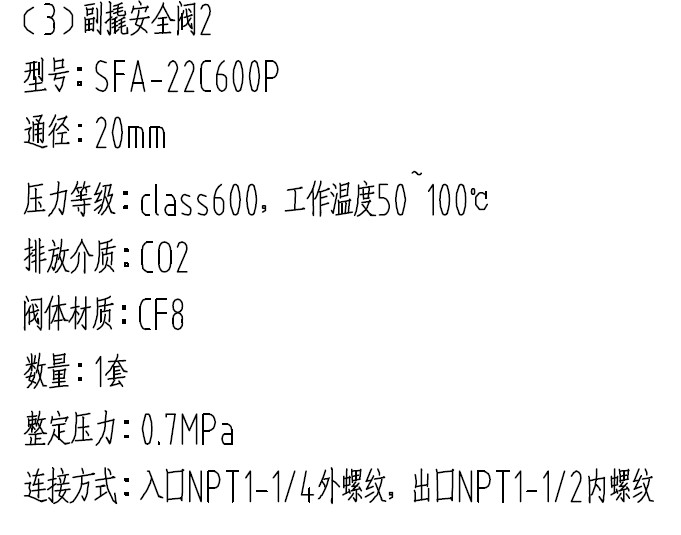 (3)副撬安全阀2
型号:SFA-22C600P
通径:20mm
压力等级:class600，工作温度50~100℃
排放介质:CO2
阀体材质:CF8
数量:1套
整定压力:0.7MPa
连接方式:入口NPT1-1/4外螺纹，出口NPT1-1/2内螺纹